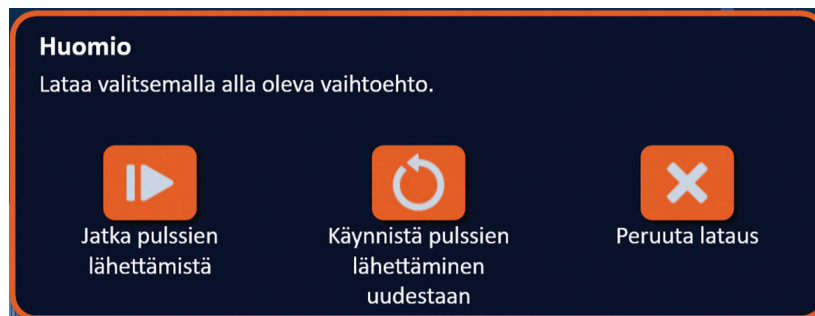 Huomio
Lataa valitsemalla alla oleva vaihtoehto.
Jatka pulssien
lähettämistä
Käynnistä pulssien
lähettäminen
uudestaan
Peruuta lataus